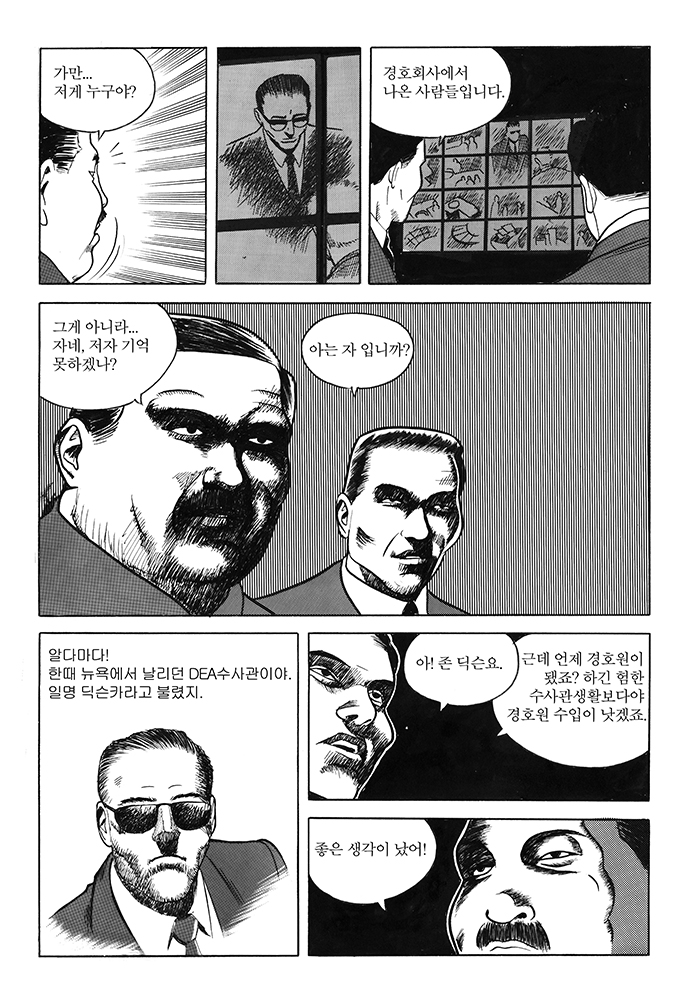 가만...
저게 누구야?
경호회사에서
나온 사람들입니다.
그게 아니라...
자네, 저자 기억
못하겠나?
아는 자 입니까?
알다마다!
한때 뉴욕에서 날리던 DEA수사관이야.
일명 딕슨카라고 불렸지.
아! 존 딕슨요.
근데 언제 경호원이
됐죠? 하긴 험한
수사관생활보다야
경호원 수입이 낫겠죠.
좋은 생각이 났어!